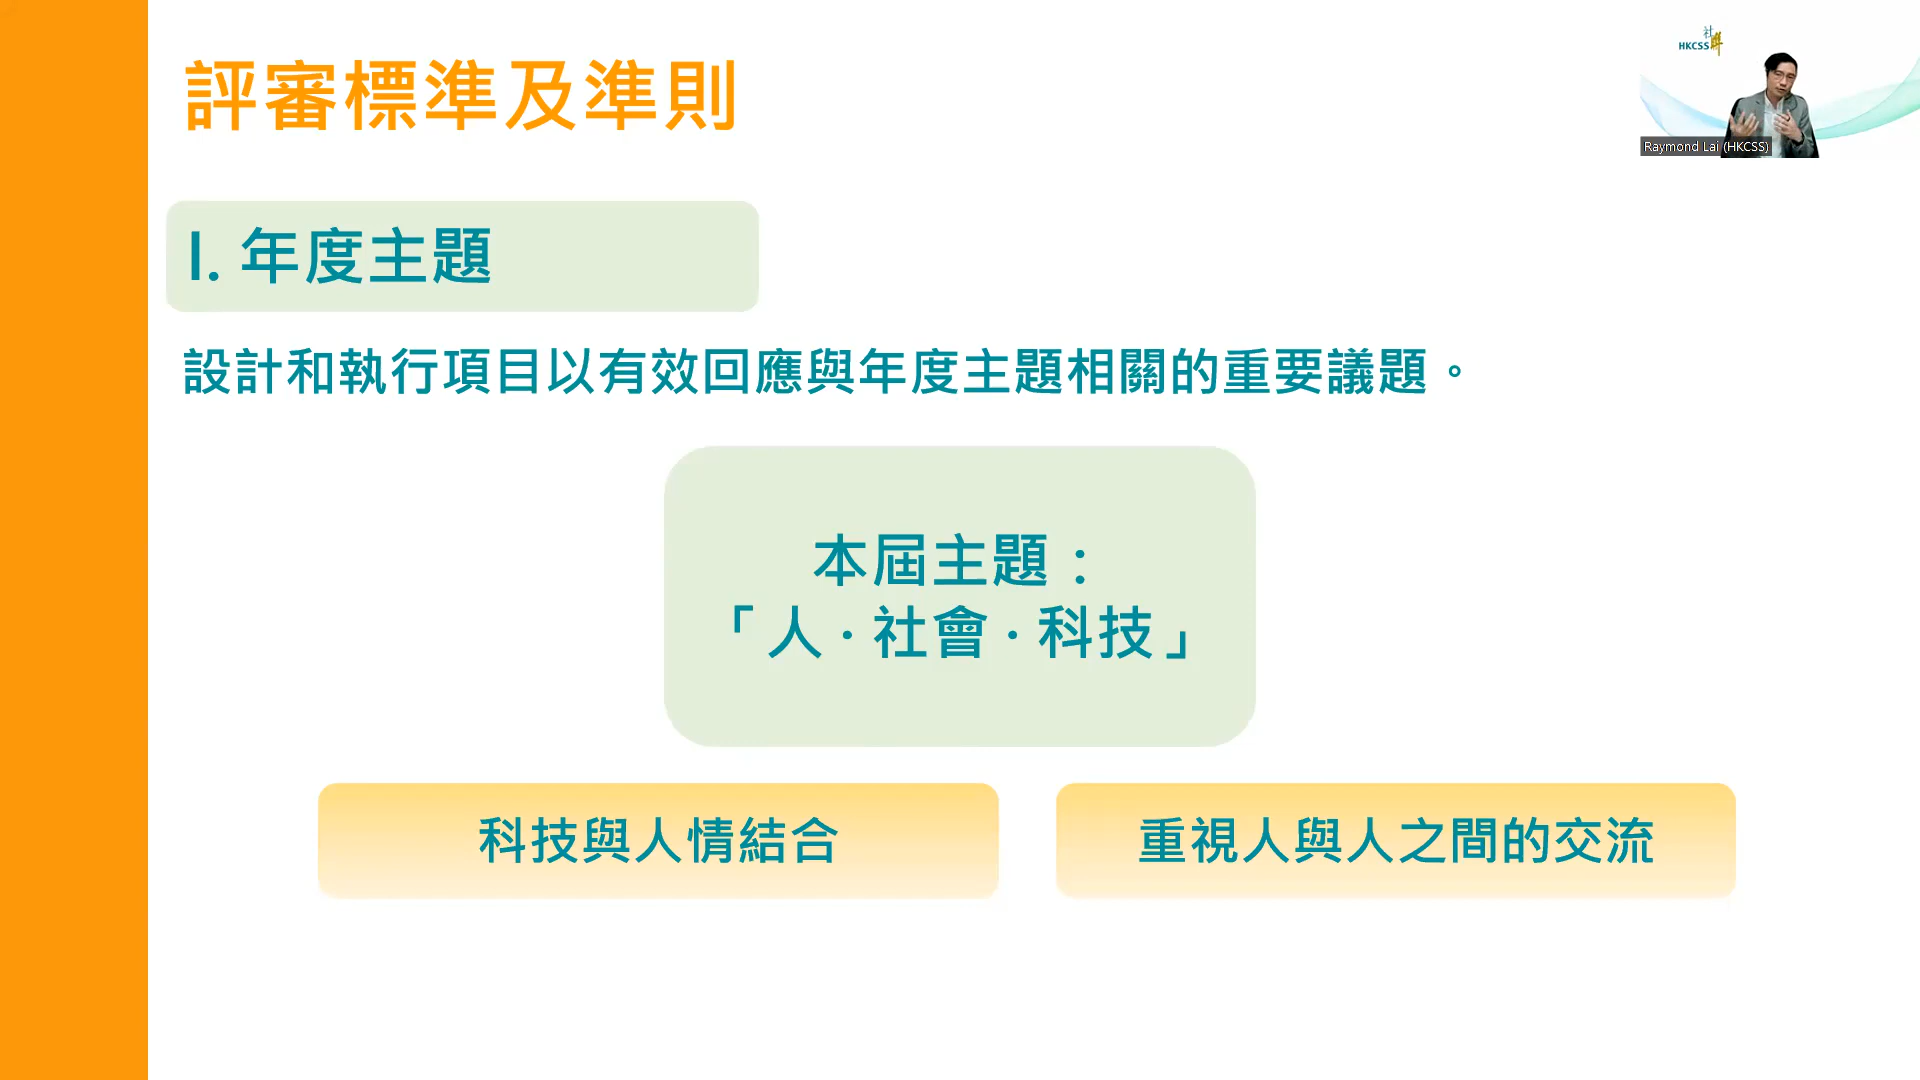 評審標準及準則
社聯
HKCSS
Raymond Lai (HKCSS)
I. 年度主題
設計和執行項目以有效回應與年度主題相關的重要議題。
本屆主題：
「人·社會·科技」
科技與人情結合
重視人與人之間的交流